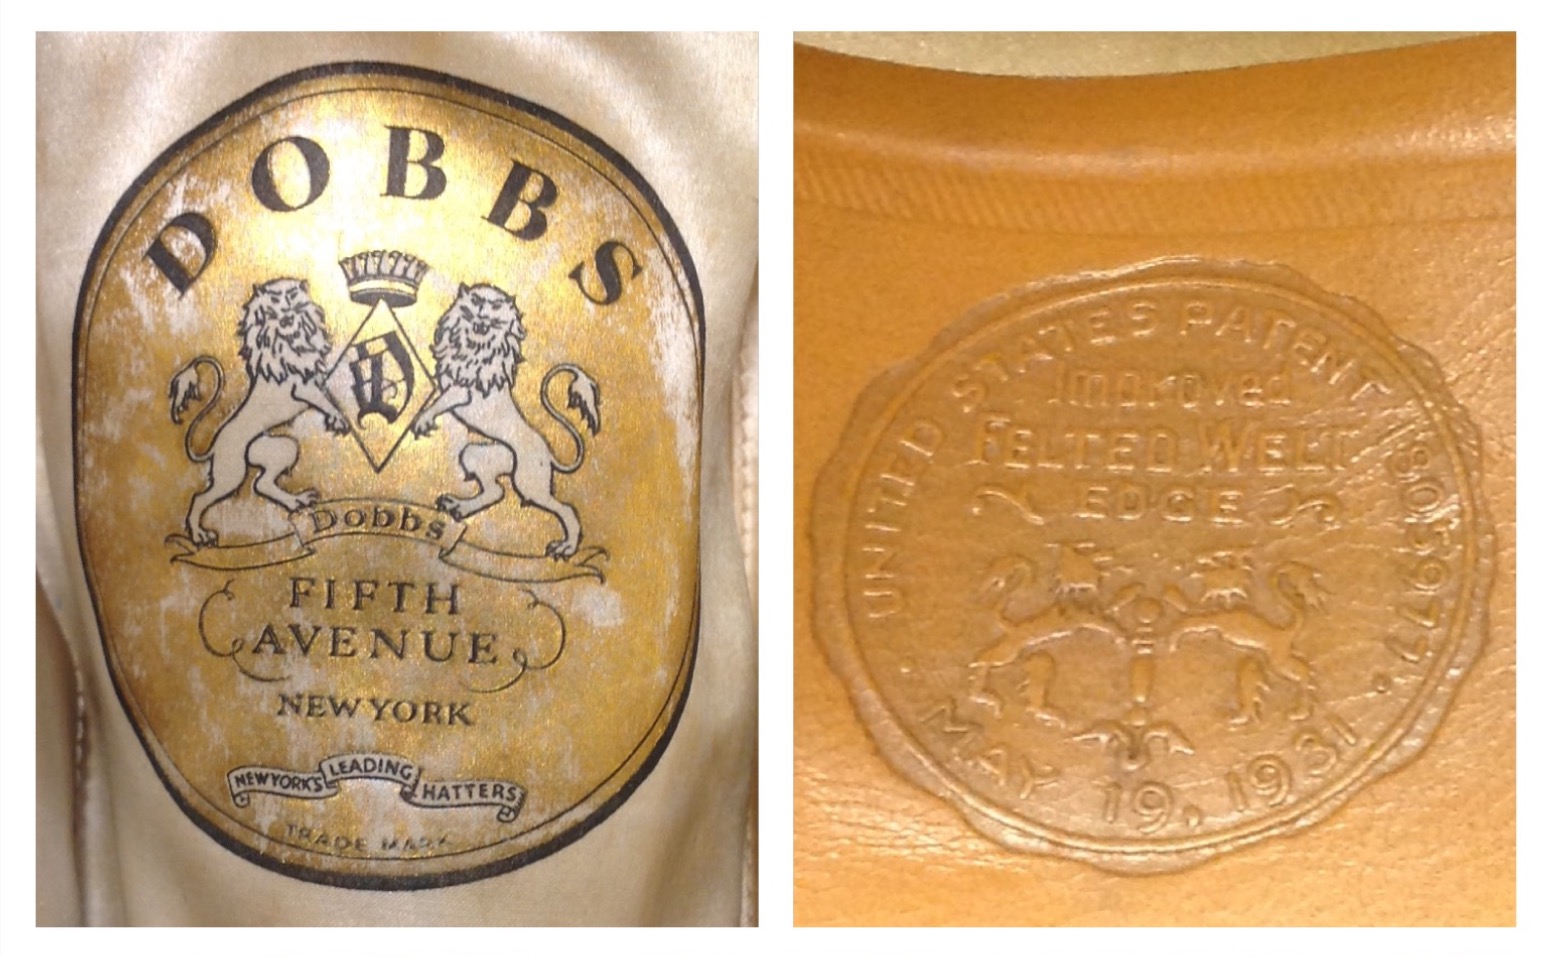 DOBBS
D
Dobbs
FIFTH
AVENUE
NEW YORK
NEW YORK'S LEADING HATTERS
TRADE MARK
UNITED STATES PATENT 1805977.
Improved
FELTED WELT
EDGE
MAY 19, 1931